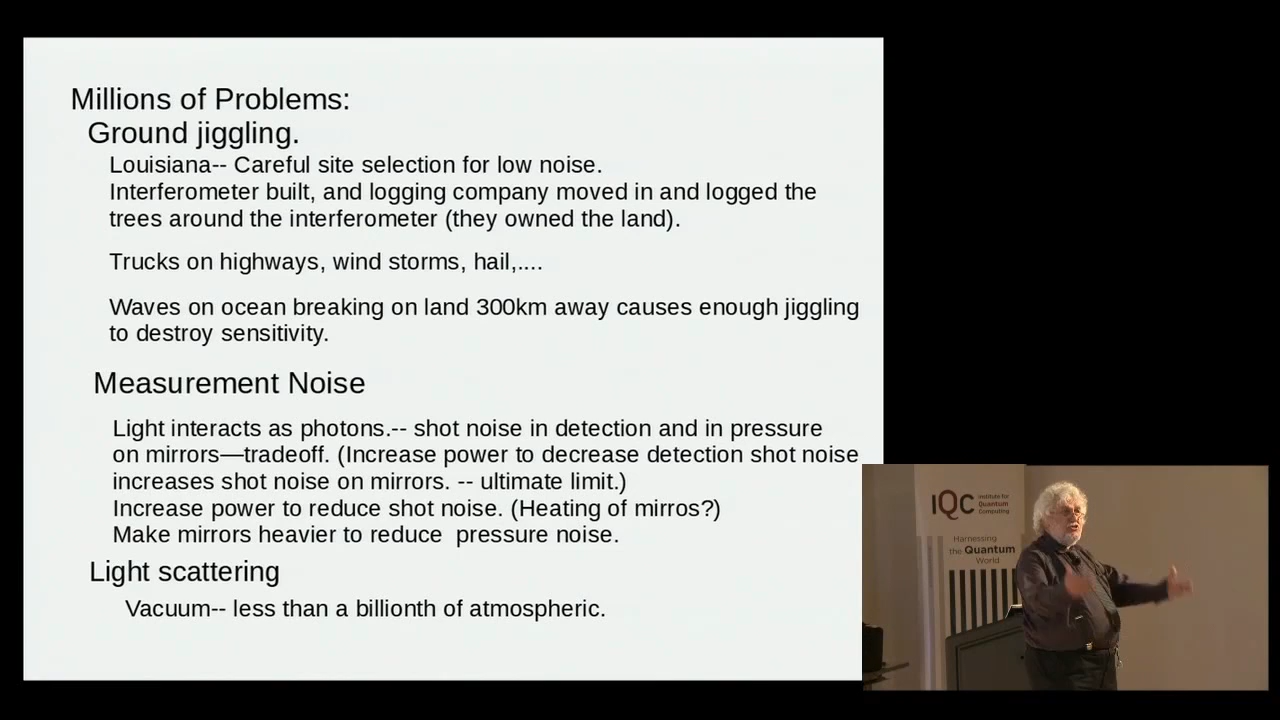 Millions of Problems:
Ground jiggling.
Louisiana-- Careful site selection for low noise.
Interferometer built, and logging company moved in and logged the
trees around the interferometer (they owned the land).
Trucks on highways, wind storms, hail,....
Waves on ocean breaking on land 300km away causes enough jiggling
to destroy sensitivity.
Measurement Noise
Light interacts as photons.-- shot noise in detection and in pressure
on mirrors—tradeoff. (Increase power to decrease detection shot noise
increases shot noise on mirrors. -- ultimate limit.)
Increase power to reduce shot noise. (Heating of mirros?)
Make mirrors heavier to reduce  pressure noise.
Light scattering
Vacuum-- less than a billionth of atmospheric.
IQC
Institute for
Quantum
Computing
Harnessing
the Quantum
World